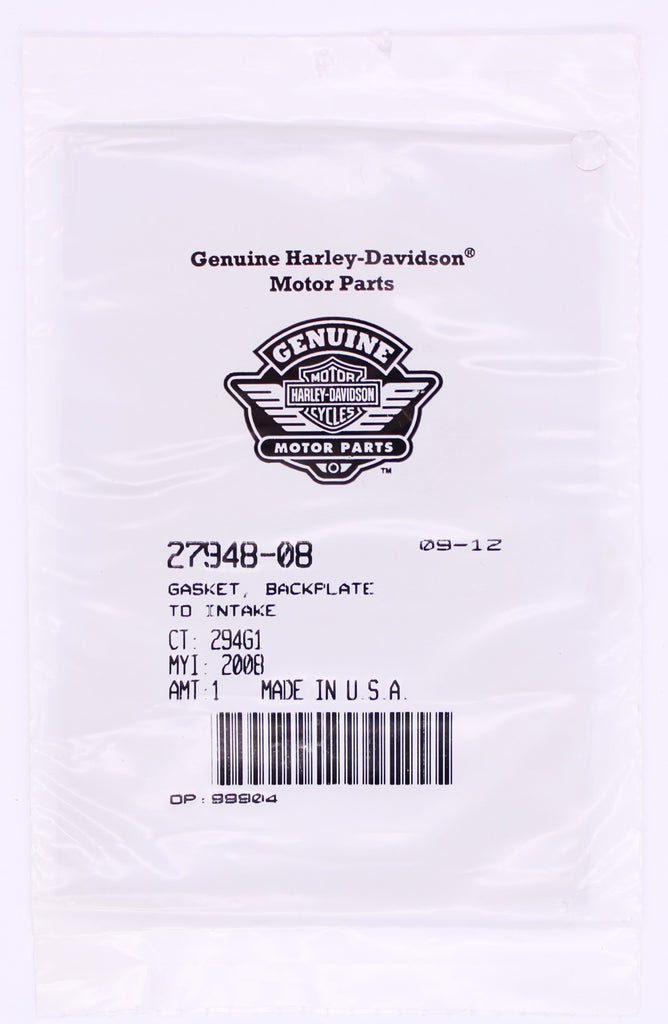 Genuine Harley-Davidson®
Motor Parts
GENUINE
MOTOR
HARLEY-DAVIDSON
CYCLES
MOTOR PARTS
TM
27948-08 09-12
GASKET, BACKPLATE
TO INTAKE
CT: 294G1
MYI: 2008
AMT:1 MADE IN U.S.A.
OP: 99904